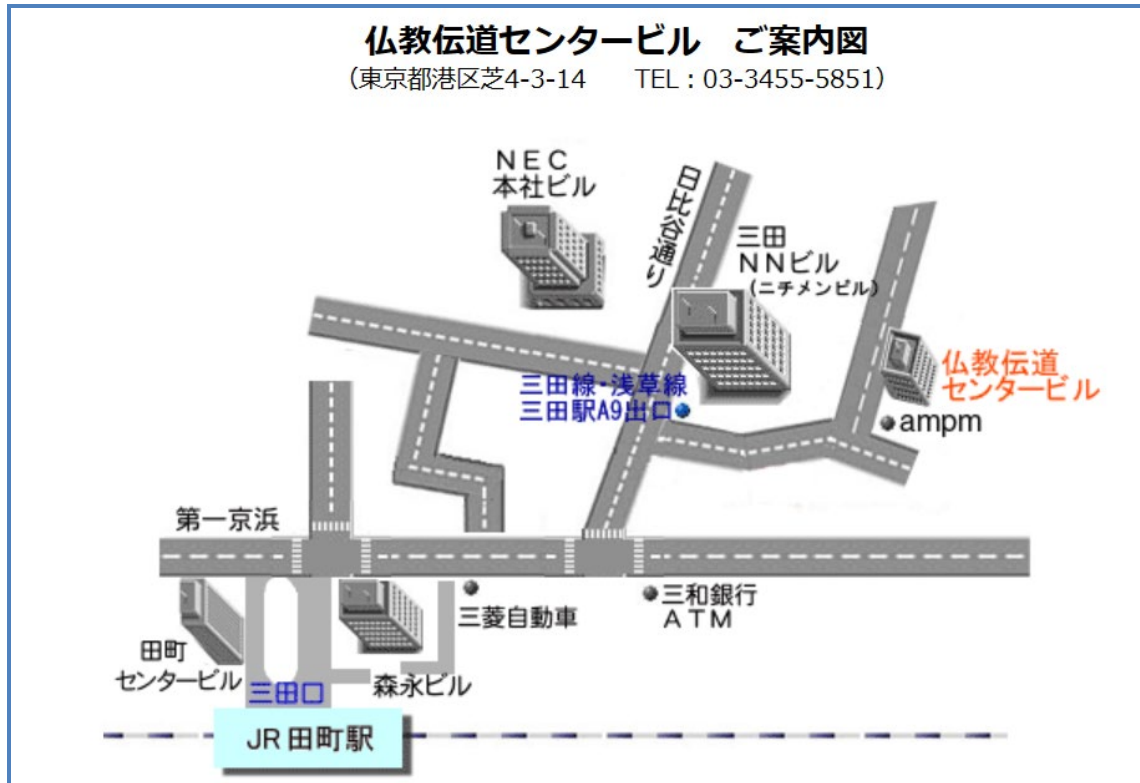 仏教伝道センタービル　ご案内図
（東京都港区芝4-3-14　　TEL：03-3455-5851）
NEC
本社ビル
日比谷通り
三田
NNビル
(ニチメンビル)
仏教伝道
センタービル
三田線・浅草線
三田駅A9出口
ampm
第一京浜
三菱自動車
三和銀行
ATM
田町
センタービル
森永ビル
三田口
JR田町駅